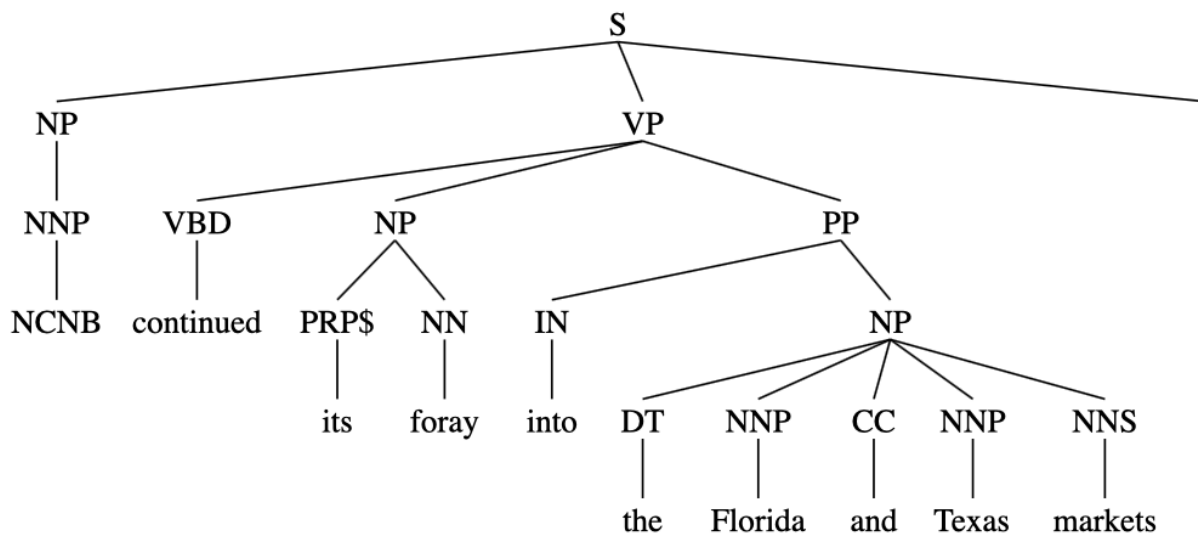 S
NP VP
NNP VBD NP PP
NCNB continued PRP$ NN IN NP
its foray into DT NNP CC NNP NNS
the Florida and Texas markets